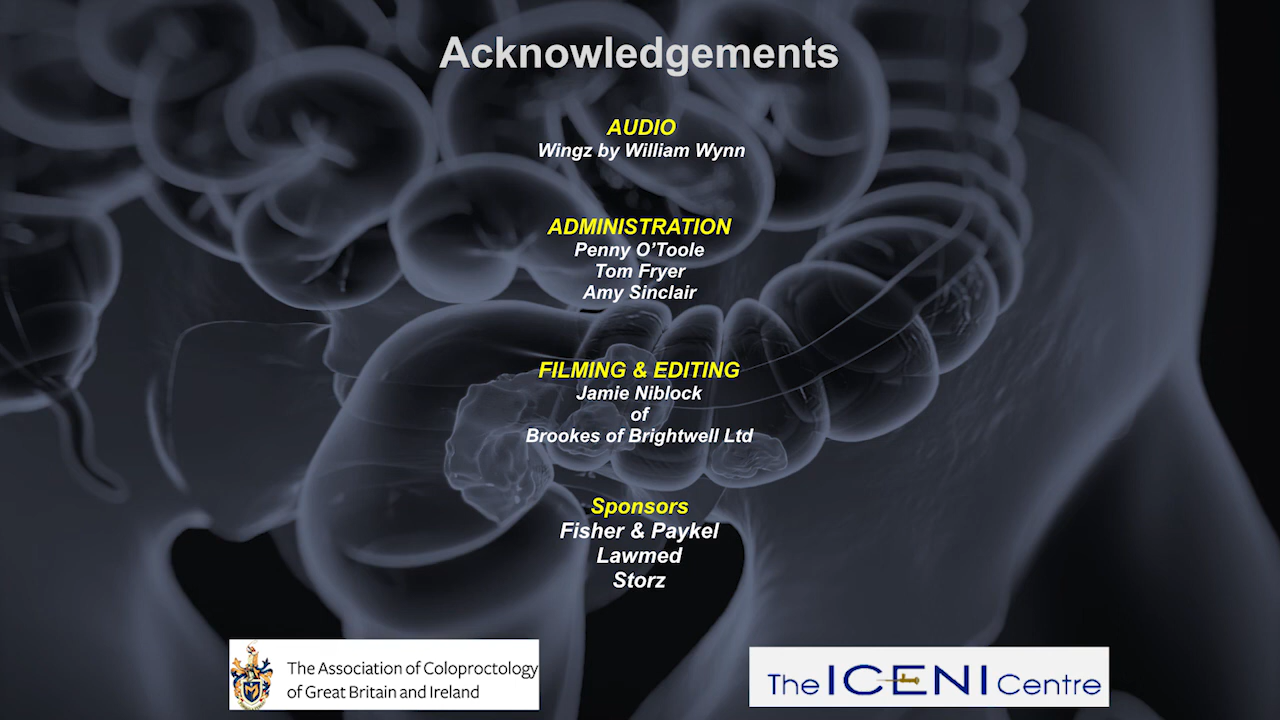 Acknowledgements
AUDIO
Wingz by William Wynn
ADMINISTRATION
Penny O’Toole
Tom Fryer
Amy Sinclair
FILMING & EDITING
Jamie Niblock
of
Brookes of Brightwell Ltd
Sponsors
Fisher & Paykel
Lawmed
Storz
The Association of Coloproctology
of Great Britain and Ireland
The ICENI Centre